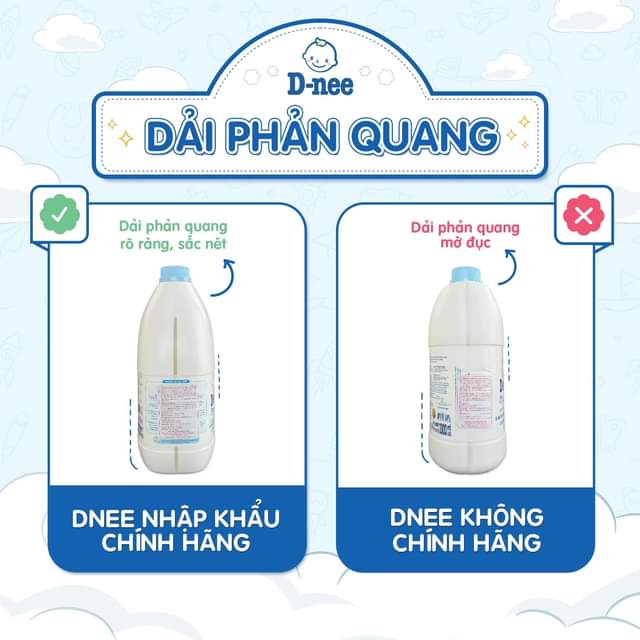 D-nee
DẢI PHẢN QUANG
Dải phản quang
rõ ràng, sắc nét
Dải phản quang
mờ đục
DNEE NHẬP KHẨU
CHÍNH HÃNG
DNEE KHÔNG
CHÍNH HÃNG